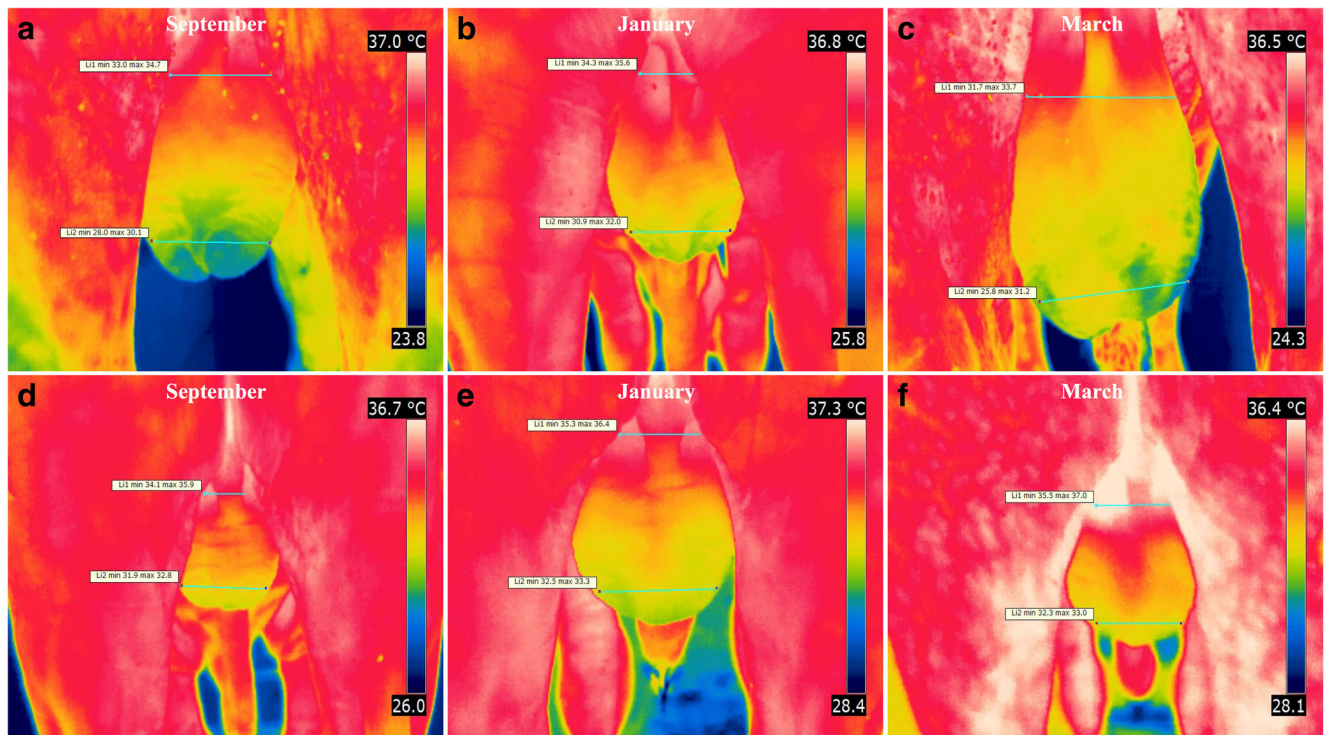 a
September
37.0 °C
Li1 min 33.0 max 34.7
Li2 min 28.0 max 30.1
23.8
b
January
36.8 °C
Li1 min 34.3 max 35.6
Li2 min 30.9 max 32.0
25.8
c
March
36.5 °C
Li1 min 31.7 max 33.7
Li2 min 25.8 max 31.2
24.3
d
September
36.7 °C
Li1 min 34.1 max 35.9
Li2 min 31.9 max 32.8
26.0
e
January
37.3 °C
Li1 min 35.3 max 36.4
Li2 min 32.5 max 33.3
28.4
f
March
36.4 °C
Li1 min 35.5 max 37.0
Li2 min 32.3 max 33.0
28.1